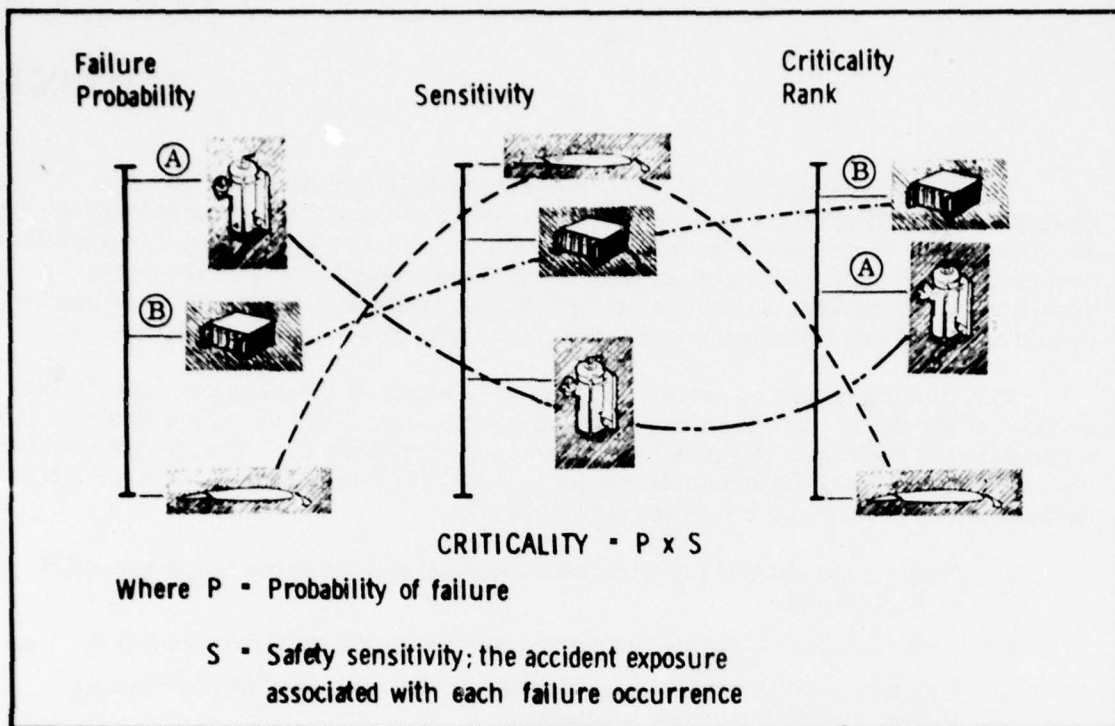 Failure
Probability
Sensitivity
Criticality
Rank
A
B
B
A
CRITICALITY = P x S
Where P = Probability of failure
S = Safety sensitivity; the accident exposure
associated with each failure occurrence